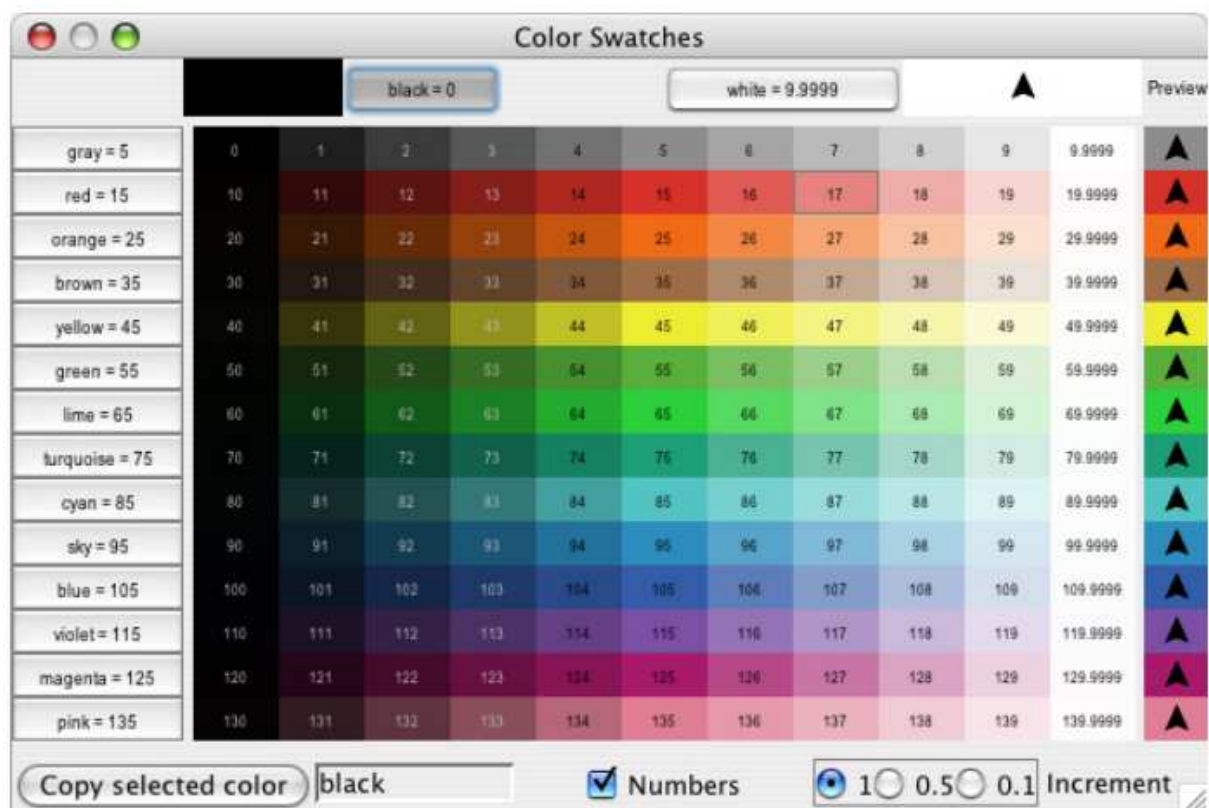 Color Swatches
black = 0 white = 9.9999 Preview
gray = 5 0 1 2 3 4 5 6 7 8 9 9.9999
red = 15 10 11 12 13 14 15 16 17 18 19 19.9999
orange = 25 20 21 22 23 24 25 26 27 28 29 29.9999
brown = 35 30 31 32 33 34 35 36 37 38 39 39.9999
yellow = 45 40 41 42 43 44 45 46 47 48 49 49.9999
green = 55 50 51 52 53 54 55 56 57 58 59 59.9999
lime = 65 60 61 62 63 64 65 66 67 68 69 69.9999
turquoise = 75 70 71 72 73 74 75 76 77 78 79 79.9999
cyan = 85 80 81 82 83 84 85 86 87 88 89 89.9999
sky = 95 90 91 92 93 94 95 96 97 98 99 99.9999
blue = 105 100 101 102 103 104 105 106 107 108 109 109.9999
violet = 115 110 111 112 113 114 115 116 117 118 119 119.9999
magenta = 125 120 121 122 123 124 125 126 127 128 129 129.9999
pink = 135 130 131 132 133 134 135 136 137 138 139 139.9999
Copy selected color black Numbers 1 0.5 0.1 Increment